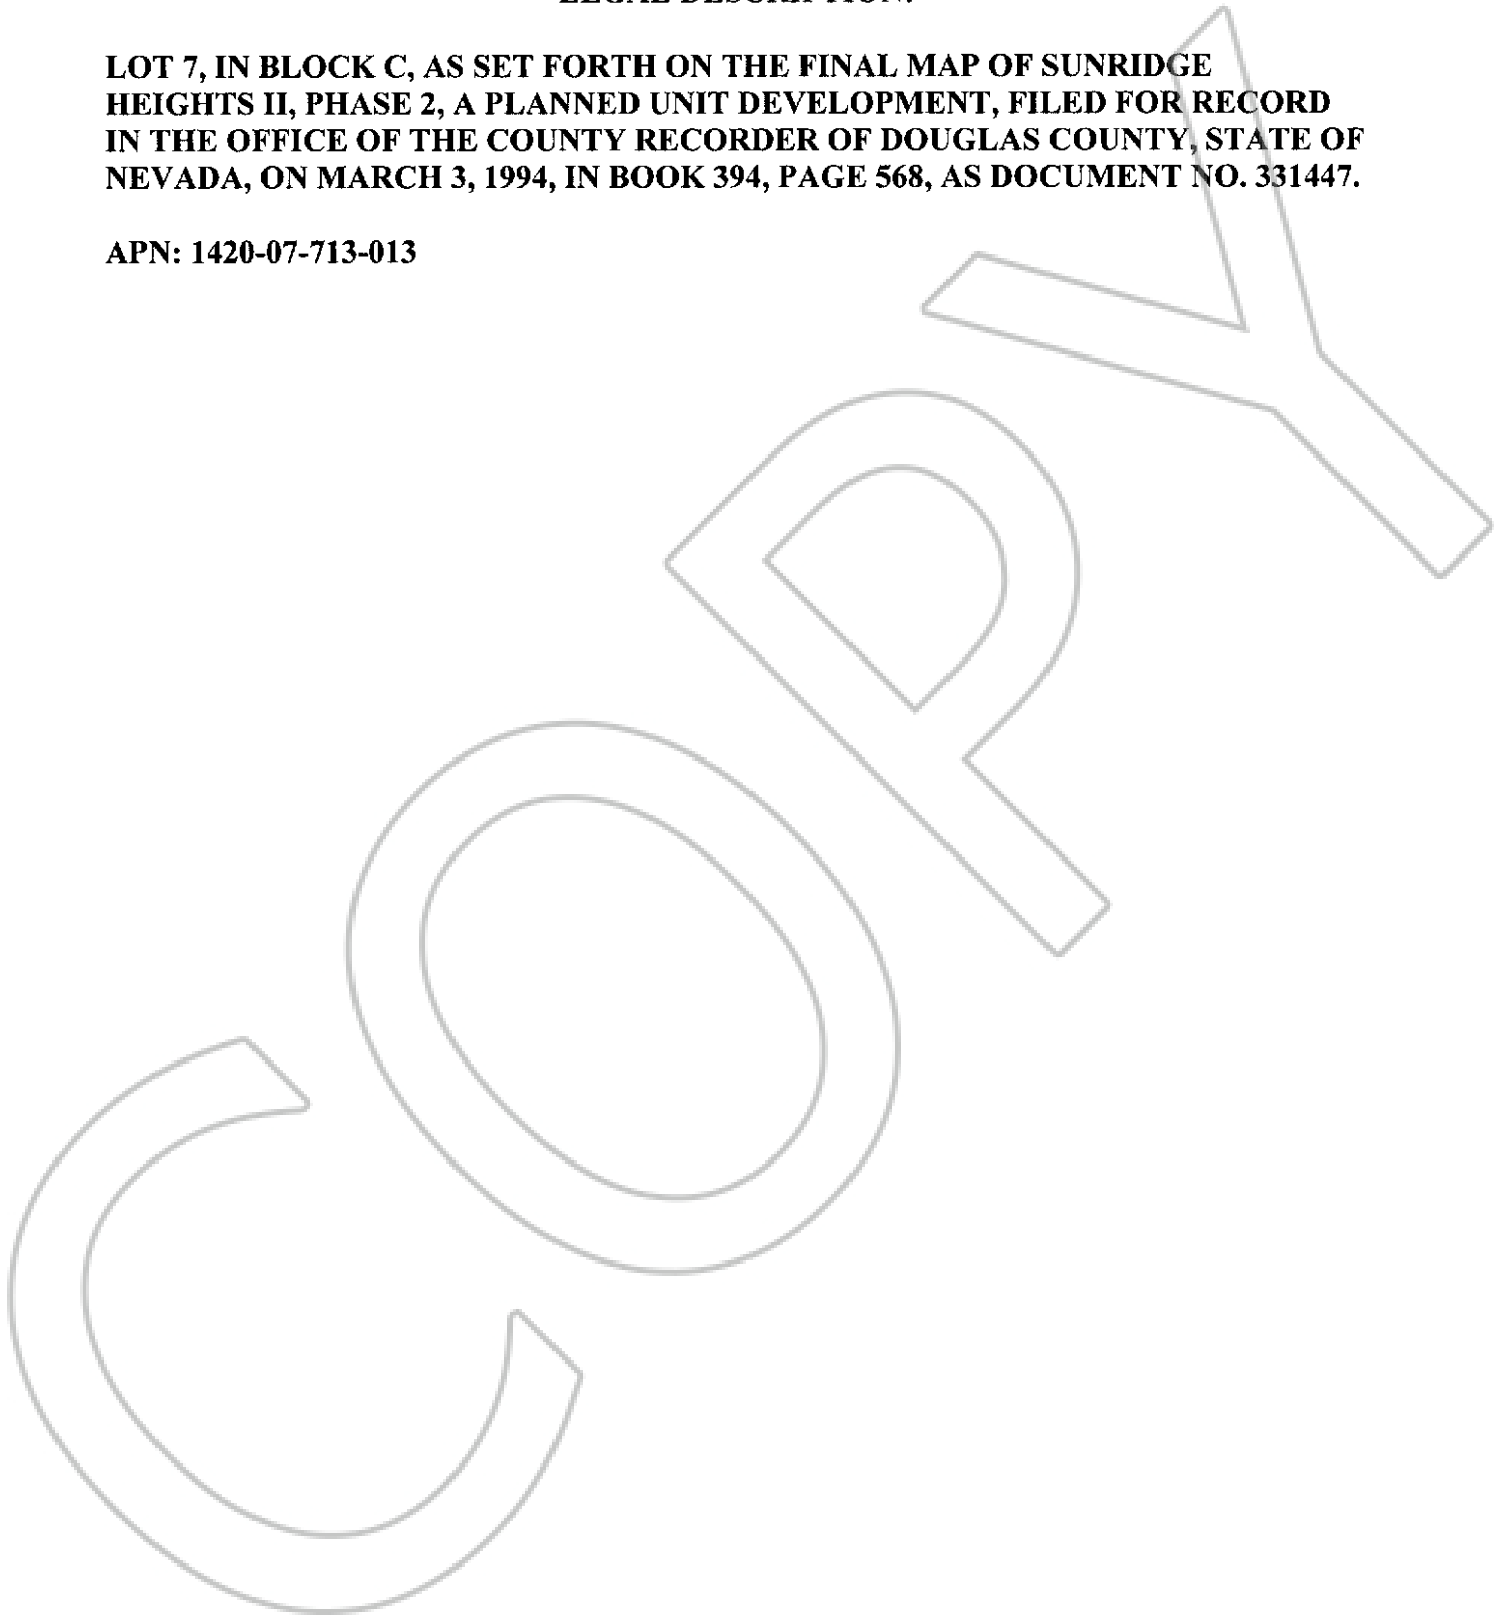 LEGAL DESCRIPTION:
LOT 7, IN BLOCK C, AS SET FORTH ON THE FINAL MAP OF SUNRIDGE
HEIGHTS II, PHASE 2, A PLANNED UNIT DEVELOPMENT, FILED FOR RECORD
IN THE OFFICE OF THE COUNTY RECORDER OF DOUGLAS COUNTY, STATE OF
NEVADA, ON MARCH 3, 1994, IN BOOK 394, PAGE 568, AS DOCUMENT NO. 331447.
APN: 1420-07-713-013
COPY